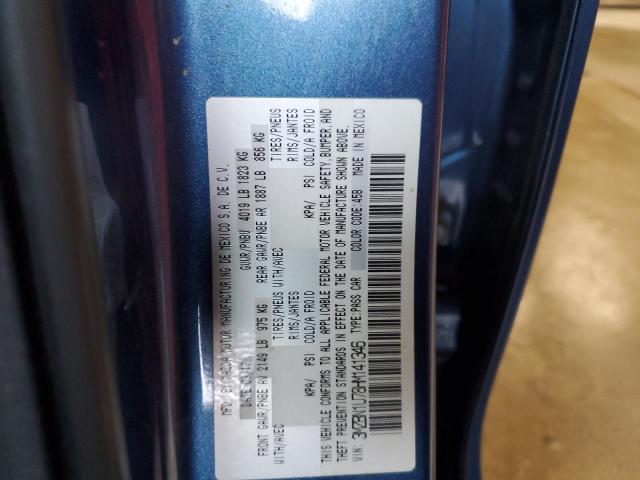 MFD. BY MAZDA MOTOR MANUFACTURING DE MEXICO S.A. DE C.V.
DATE: GVWR/PNBV 4019 LB 1823 KG
FRONT GAWR/PNBE AV 2149 LB 975 KG REAR GAWR/PNBE AR 1887 LB 856 KG
WITH/AVEC TIRES/PNEUS WITH/AVEC TIRES/PNEUS
RIMS/JANTES RIMS/JANTES
KPA/ PSI COLD/A FROID KPA/ PSI COLD/A FROID
THIS VEHICLE CONFORMS TO ALL APPLICABLE FEDERAL MOTOR VEHICLE SAFETY, BUMPER, AND
THEFT PREVENTION STANDARDS IN EFFECT ON THE DATE OF MANUFACTURE SHOWN ABOVE.
VIN: 3MZBN1U78HM141346 TYPE:PASS CAR COLOR CODE:45B MADE IN MEXICO